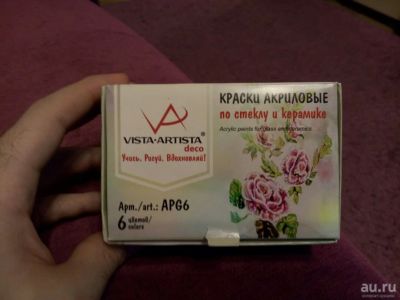 VISTA-ARTISTA®
deco
Учись. Рисуй. Вдохновляй!
КРАСКИ АКРИЛОВЫЕ
по стеклу и керамике
Acrylic paints for glass and ceramics
Арт./art.: APG6
6 цветов/
colors
au.ru